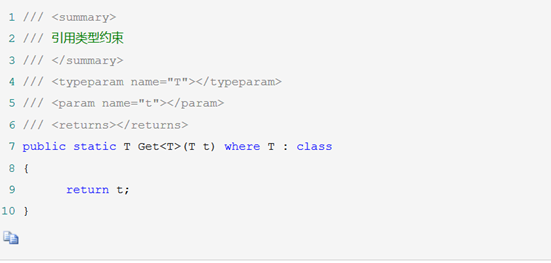 1 /// <summary>
2 /// 引用类型约束
3 /// </summary>
4 /// <typeparam name="T"></typeparam>
5 /// <param name="t"></param>
6 /// <returns></returns>
7 public static T Get<T>(T t) where T : class
8 {
9       return t;
10 }